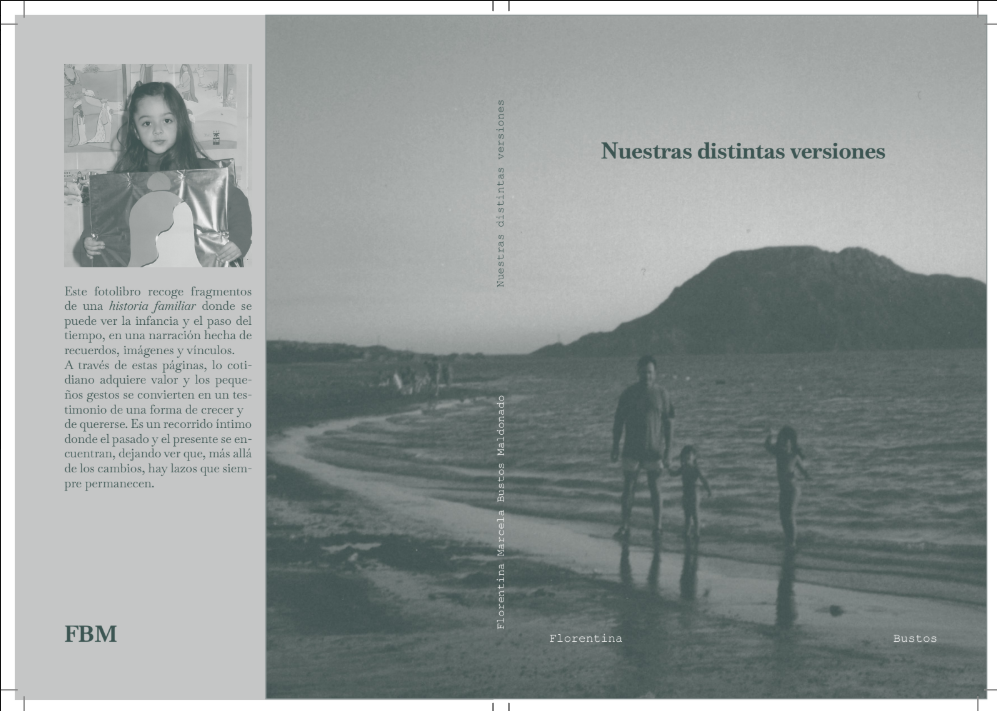 Este fotolibro recoge fragmentos
de una historia familiar donde se
puede ver la infancia y el paso del
tiempo, en una narración hecha de
recuerdos, imágenes y vínculos.
A través de estas páginas, lo coti-
diano adquiere valor y los peque-
ños gestos se convierten en un tes-
timonio de una forma de crecer y
de quererse. Es un recorrido íntimo
donde el pasado y el presente se en-
cuentran, dejando ver que, más allá
de los cambios, hay lazos que siem-
pre permanecen.
FBM
Nuestras distintas versiones
Florentina Marcela Bustos Maldonado
Nuestras distintas versiones
Florentina
Bustos